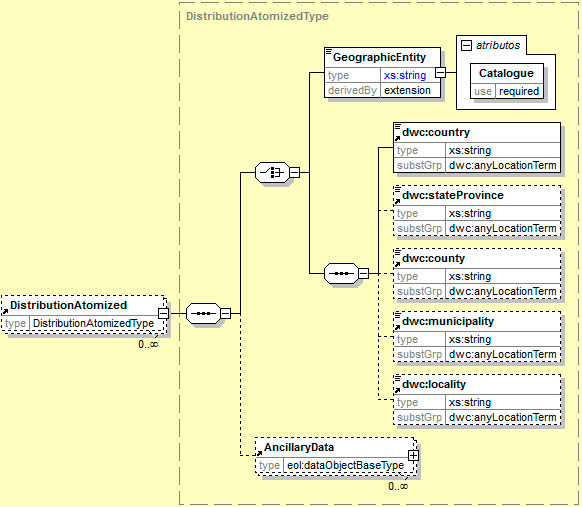 DistributionAtomizedType
GeographicEntity
type xs:string
derivedBy extension
atributos
Catalogue
use required
dwc:country
type xs:string
substGrp dwc:anyLocationTerm
dwc:stateProvince
type xs:string
substGrp dwc:anyLocationTerm
dwc:county
type xs:string
substGrp dwc:anyLocationTerm
DistributionAtomized
type DistributionAtomizedType
0..∞
dwc:municipality
type xs:string
substGrp dwc:anyLocationTerm
dwc:locality
type xs:string
substGrp dwc:anyLocationTerm
AncillaryData
type eol:dataObjectBaseType
0..∞